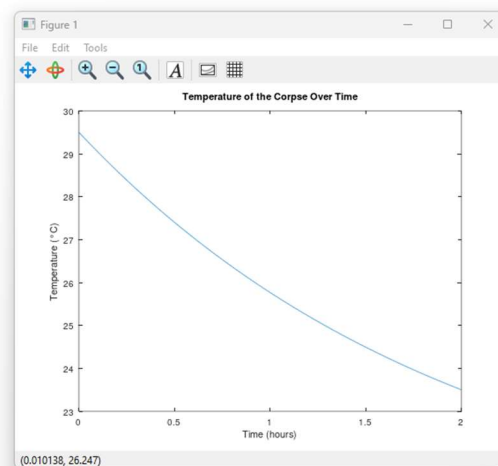 Figure 1
File Edit Tools
A
Temperature of the Corpse Over Time
30
29
28
27
26
25
24
23
Temperature (°C)
0 0.5 1 1.5 2
Time (hours)
(0.010138, 26.247)